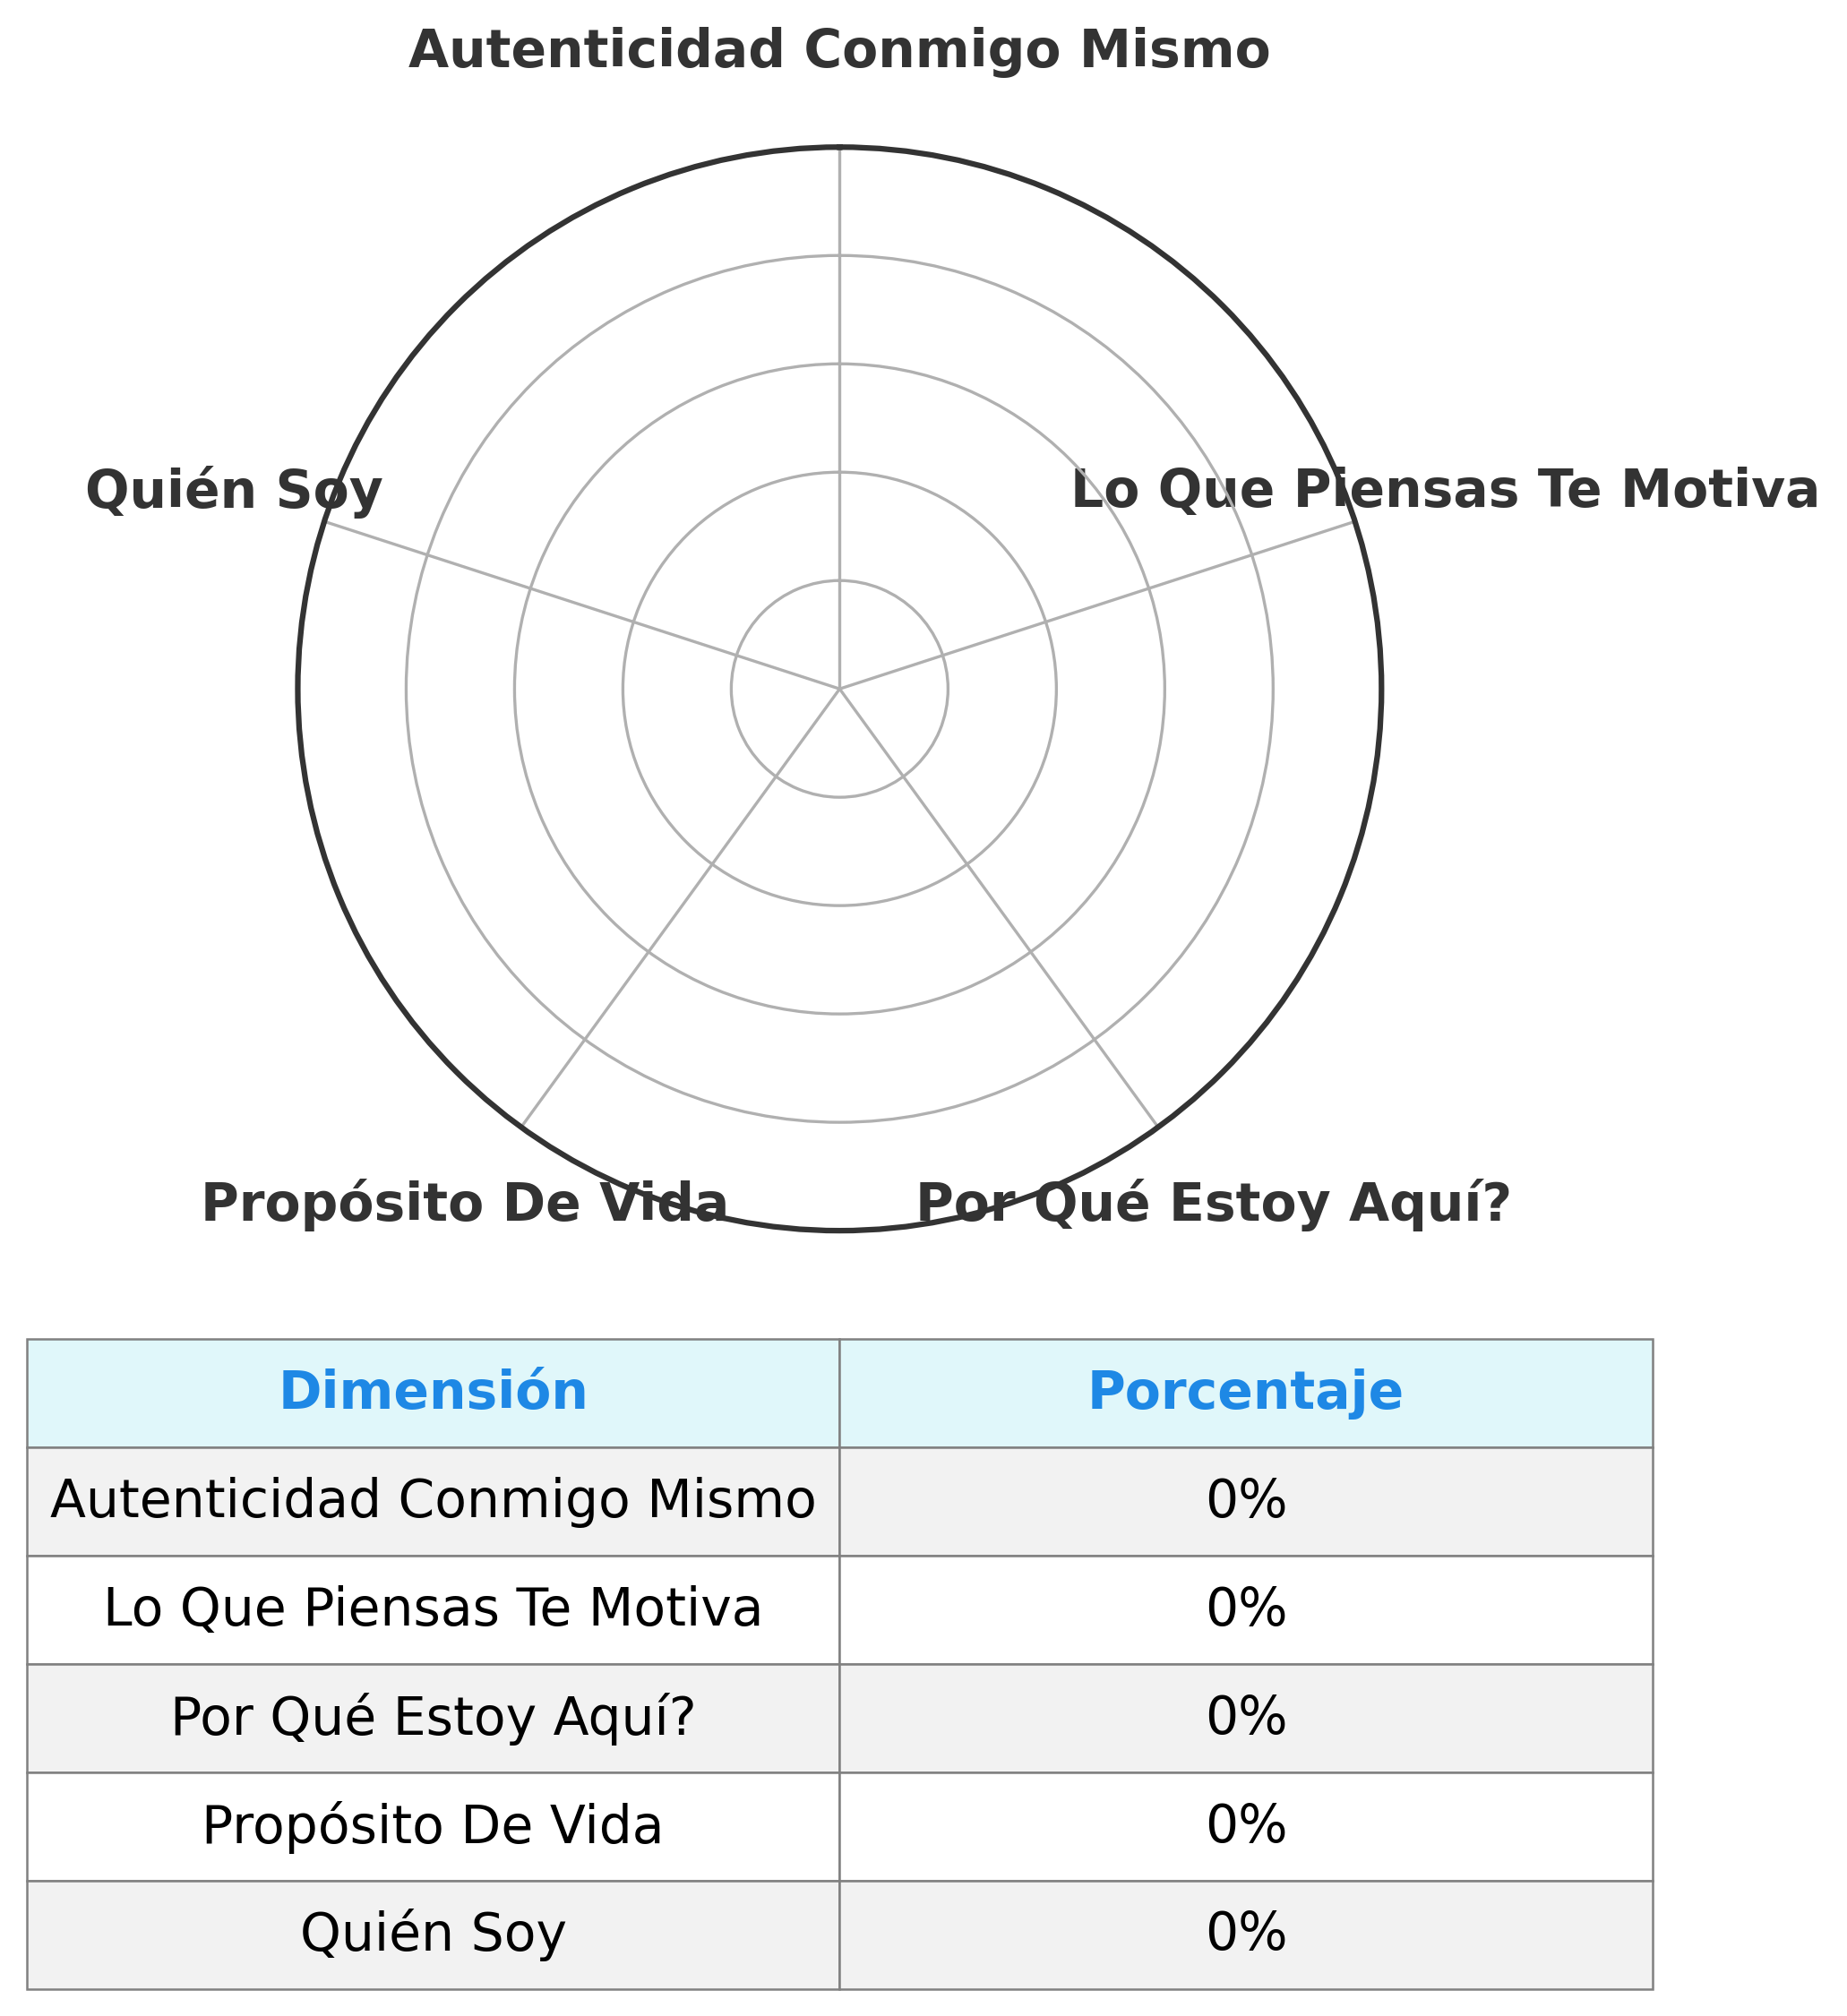 Autenticidad Conmigo Mismo
Quién Soy
Lo Que Piensas Te Motiva
Propósito De Vida
Por Qué Estoy Aquí?
Dimensión Porcentaje
Autenticidad Conmigo Mismo 0%
Lo Que Piensas Te Motiva 0%
Por Qué Estoy Aquí? 0%
Propósito De Vida 0%
Quién Soy 0%